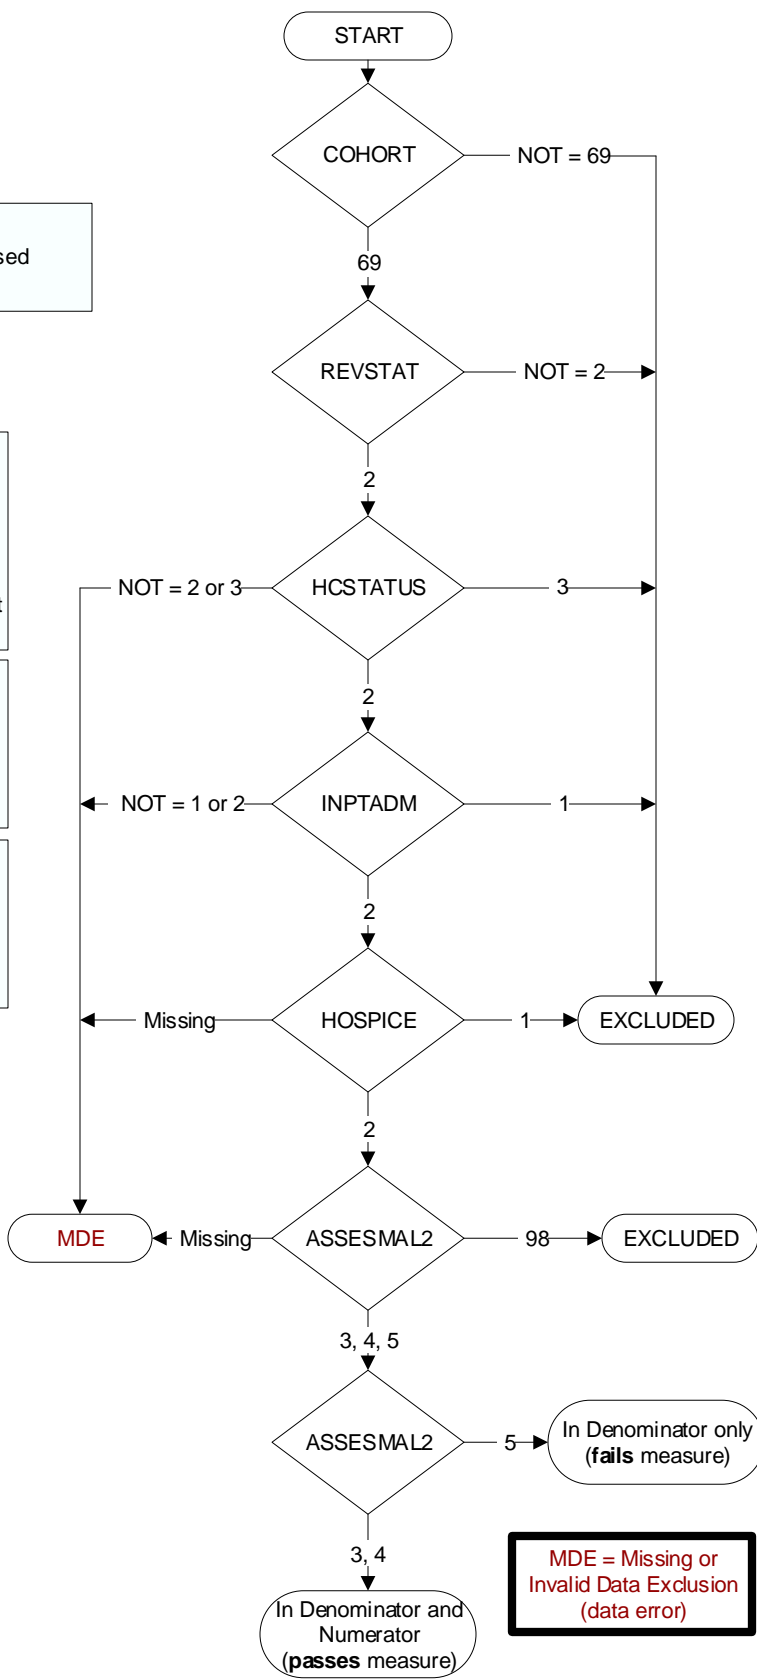 START
COHORT
NOT = 69
69
REVSTAT
NOT = 2
2
NOT = 2 or 3
HCSTATUS
3
2
NOT = 1 or 2
INPTADM
1
2
Missing
HOSPICE
1
EXCLUDED
2
MDE
Missing
ASSESMAL2
98
EXCLUDED
3, 4, 5
ASSESMAL2
5
In Denominator only
(fails measure)
3, 4
In Denominator and
Numerator
(passes measure)
MDE = Missing or
Invalid Data Exclusion
(data error)